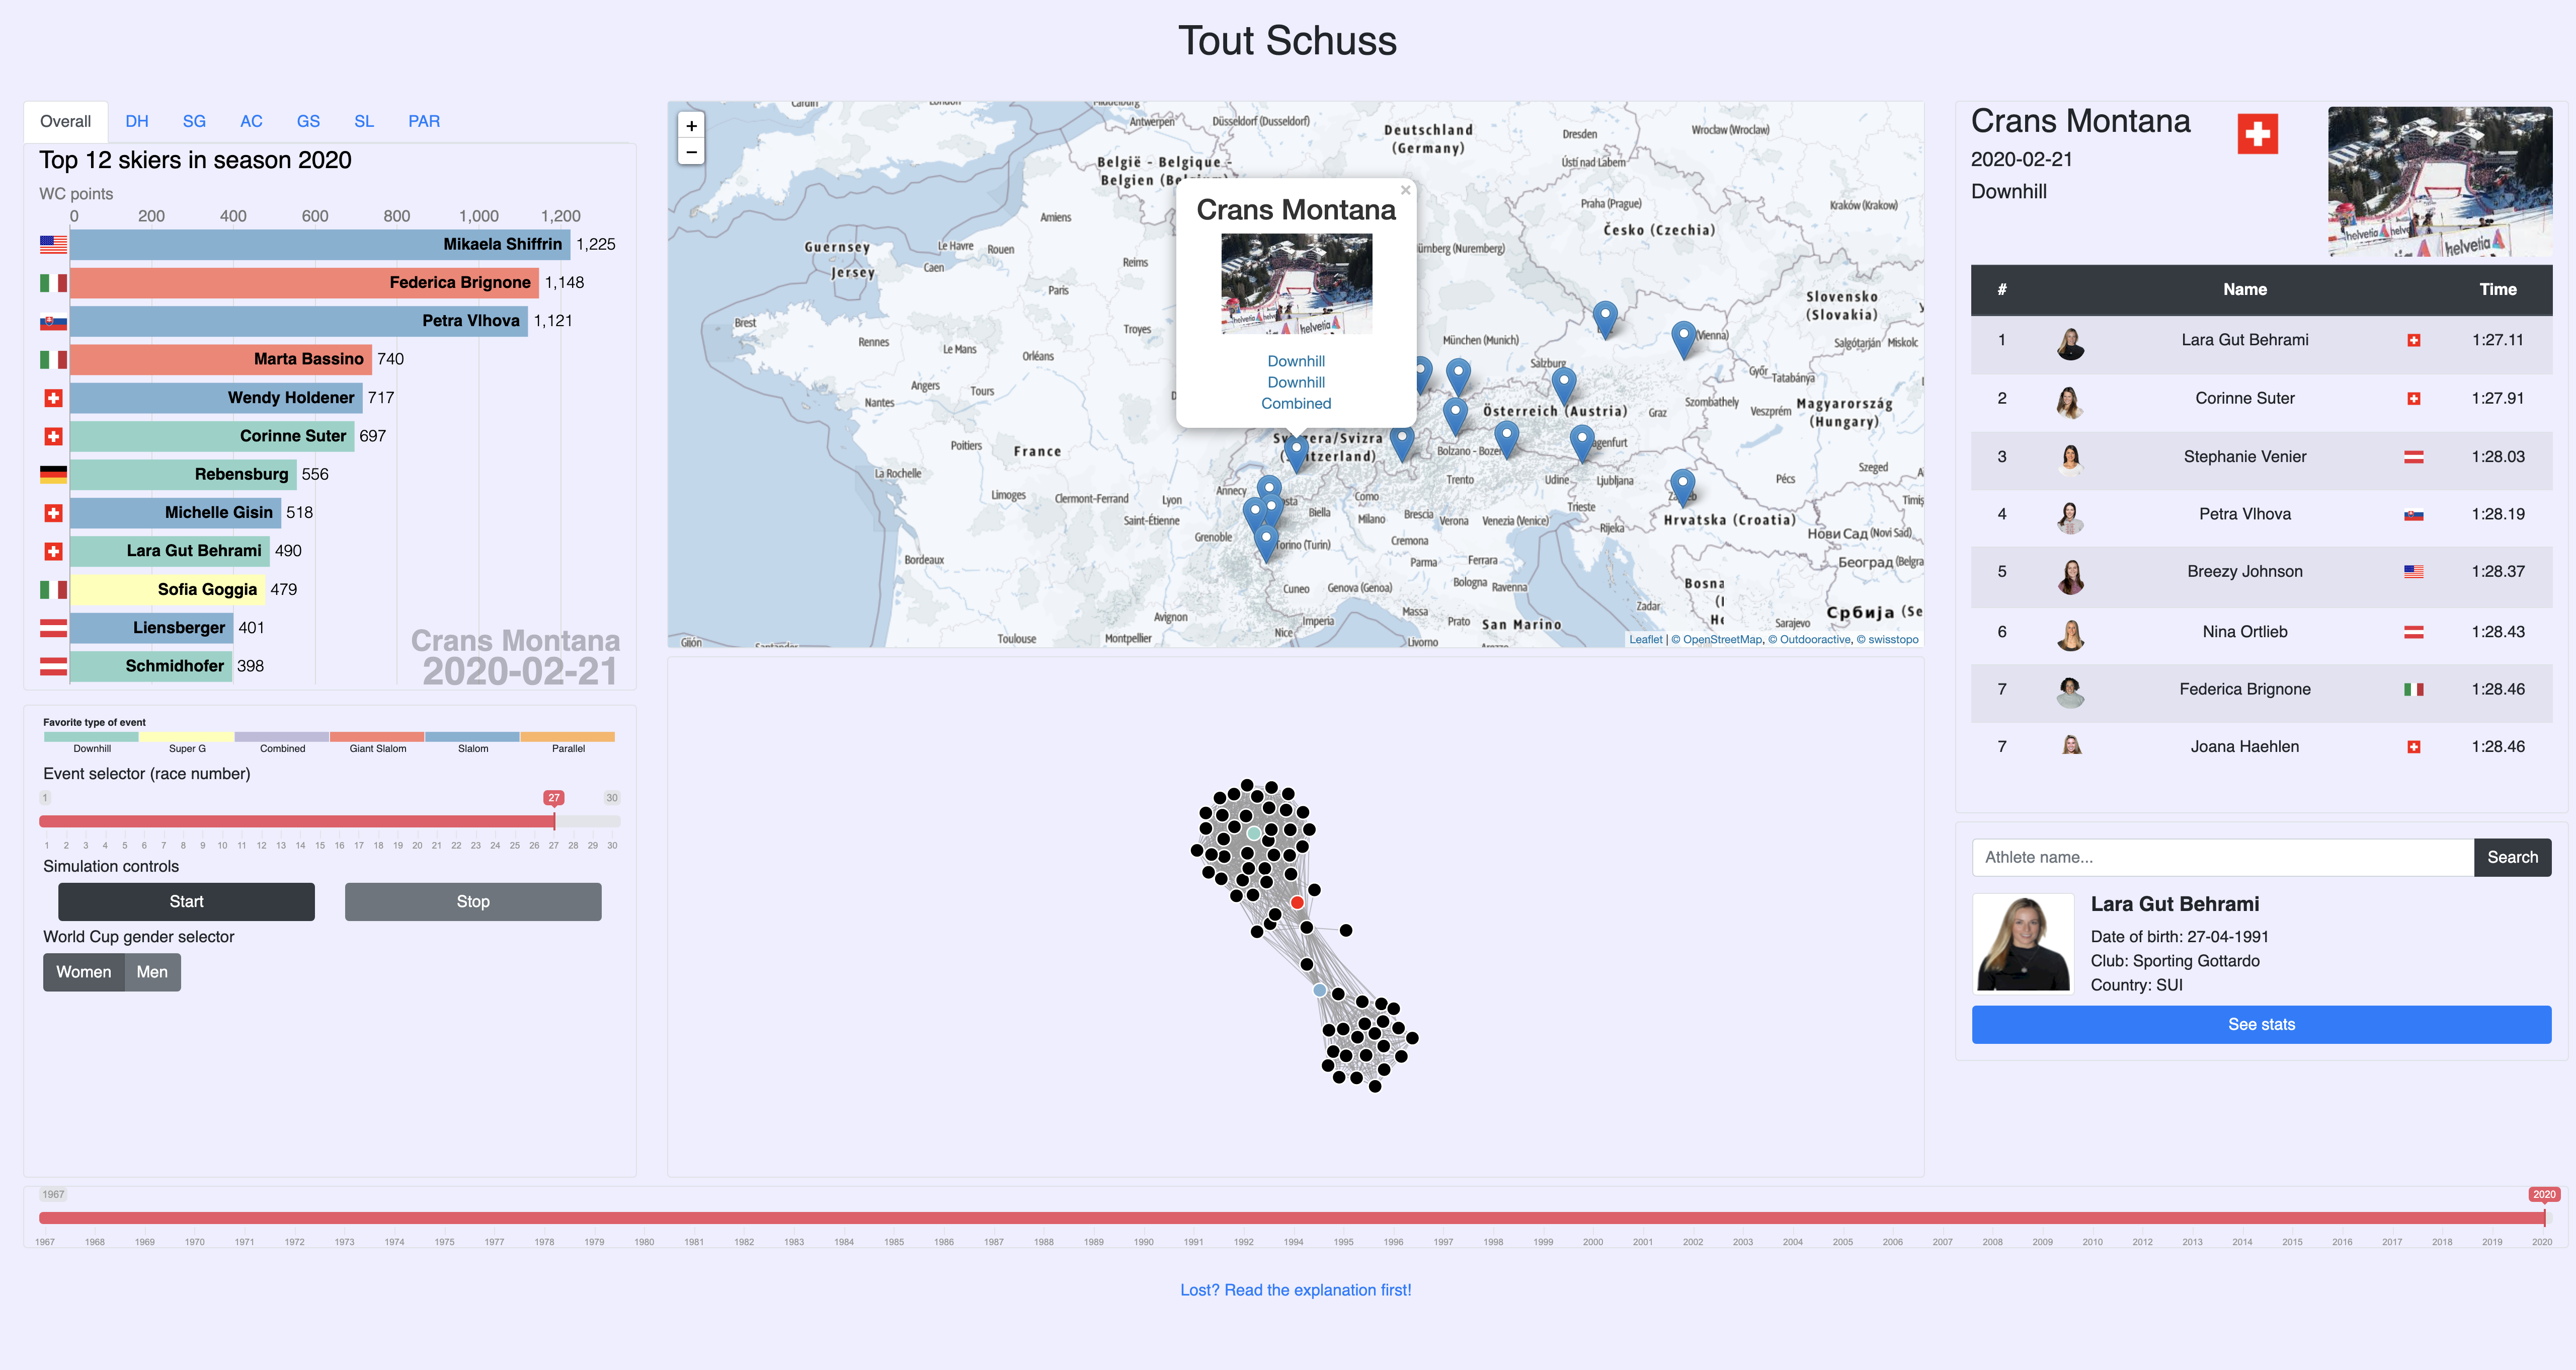 Tout Schuss
Overall DH SG AC GS SL PAR
Top 12 skiers in season 2020
WC points
0 200 400 600 800 1,000 1,200
Mikaela Shiffrin 1,225
Federica Brignone 1,148
Petra Vlhova 1,121
Marta Bassino 740
Wendy Holdener 717
Corinne Suter 697
Rebensburg 556
Michelle Gisin 518
Lara Gut Behrami 490
Sofia Goggia 479
Liensberger 401
Schmidhofer 398
Crans Montana
2020-02-21
Favorite type of event
Downhill Super G Combined Giant Slalom Slalom Parallel
Event selector (race number)
1 27 30
1 2 3 4 5 6 7 8 9 10 11 12 13 14 15 16 17 18 19 20 21 22 23 24 25 26 27 28 29 30
Simulation controls
Start Stop
World Cup gender selector
Women Men
+
−
Antwerpen
Düsseldorf (Dusseldorf)
Deutschland
(Germany)
Dresden
Wrocław (Wroclaw)
Ústí nad Labem
België - Belgique -
Praha (Prague)
Kraków (Krakow)
Česko (Czechia)
Amiens
Guernsey
Jersey
Le Havre
Rouen
Caen
Reims
Paris
Slovensko
(Slovakia)
Brest
Troyes
Rennes
Le Mans
Orléans
München (Munich)
Salzburg
(Vienna)
Salgótarján
Miskolc
Angers
Tours
Nantes
Győr
Tatabánya
Österreich (Austria)
Graz
Szombathely
Veszprém
Magyarország
(Hungary)
Poitiers
France
La Rochelle
Trento
Udine
Ljubljana
Pécs
Szeged
Annecy
Limoges
Clermont-Ferrand
Lyon
Como
Saint-Étienne
Biella
Milano
Brescia
Verona
Venezia (Venice)
Trieste
Rijeka
Hrvatska (Croatia)
Grenoble
Torino (Turin)
Cremona
Нови Сад (Novi Sad)
Bordeaux
Parma
Ferrara
Cuneo
Genova (Genoa)
Bologna
Ravenna
Bosna
Avignon
Imperia
Massa
Prato
San Marino
Zadar
Sarajevo
Toulouse
Montpellier
Nice
Livorno
Gijón
Crans Montana
×
helvetia
Downhill
Downhill
Combined
Leaflet | © OpenStreetMap, © Outdooractive, © swisstopo
Crans Montana
2020-02-21
Downhill
helvetia
helvetia
# Name Time
1 Lara Gut Behrami 1:27.11
2 Corinne Suter 1:27.91
3 Stephanie Venier 1:28.03
4 Petra Vlhova 1:28.19
5 Breezy Johnson 1:28.37
6 Nina Ortlieb 1:28.43
7 Federica Brignone 1:28.46
7 Joana Haehlen 1:28.46
Athlete name... Search
Lara Gut Behrami
Date of birth: 27-04-1991
Club: Sporting Gottardo
Country: SUI
See stats
1967 2020
1967 1968 1969 1970 1971 1972 1973 1974 1975 1976 1977 1978 1979 1980 1981 1982 1983 1984 1985 1986 1987 1988 1989 1990 1991 1992 1993 1994 1995 1996 1997 1998 1999 2000 2001 2002 2003 2004 2005 2006 2007 2008 2009 2010 2012 2013 2014 2015 2016 2017 2018 2019 2020
Lost? Read the explanation first!